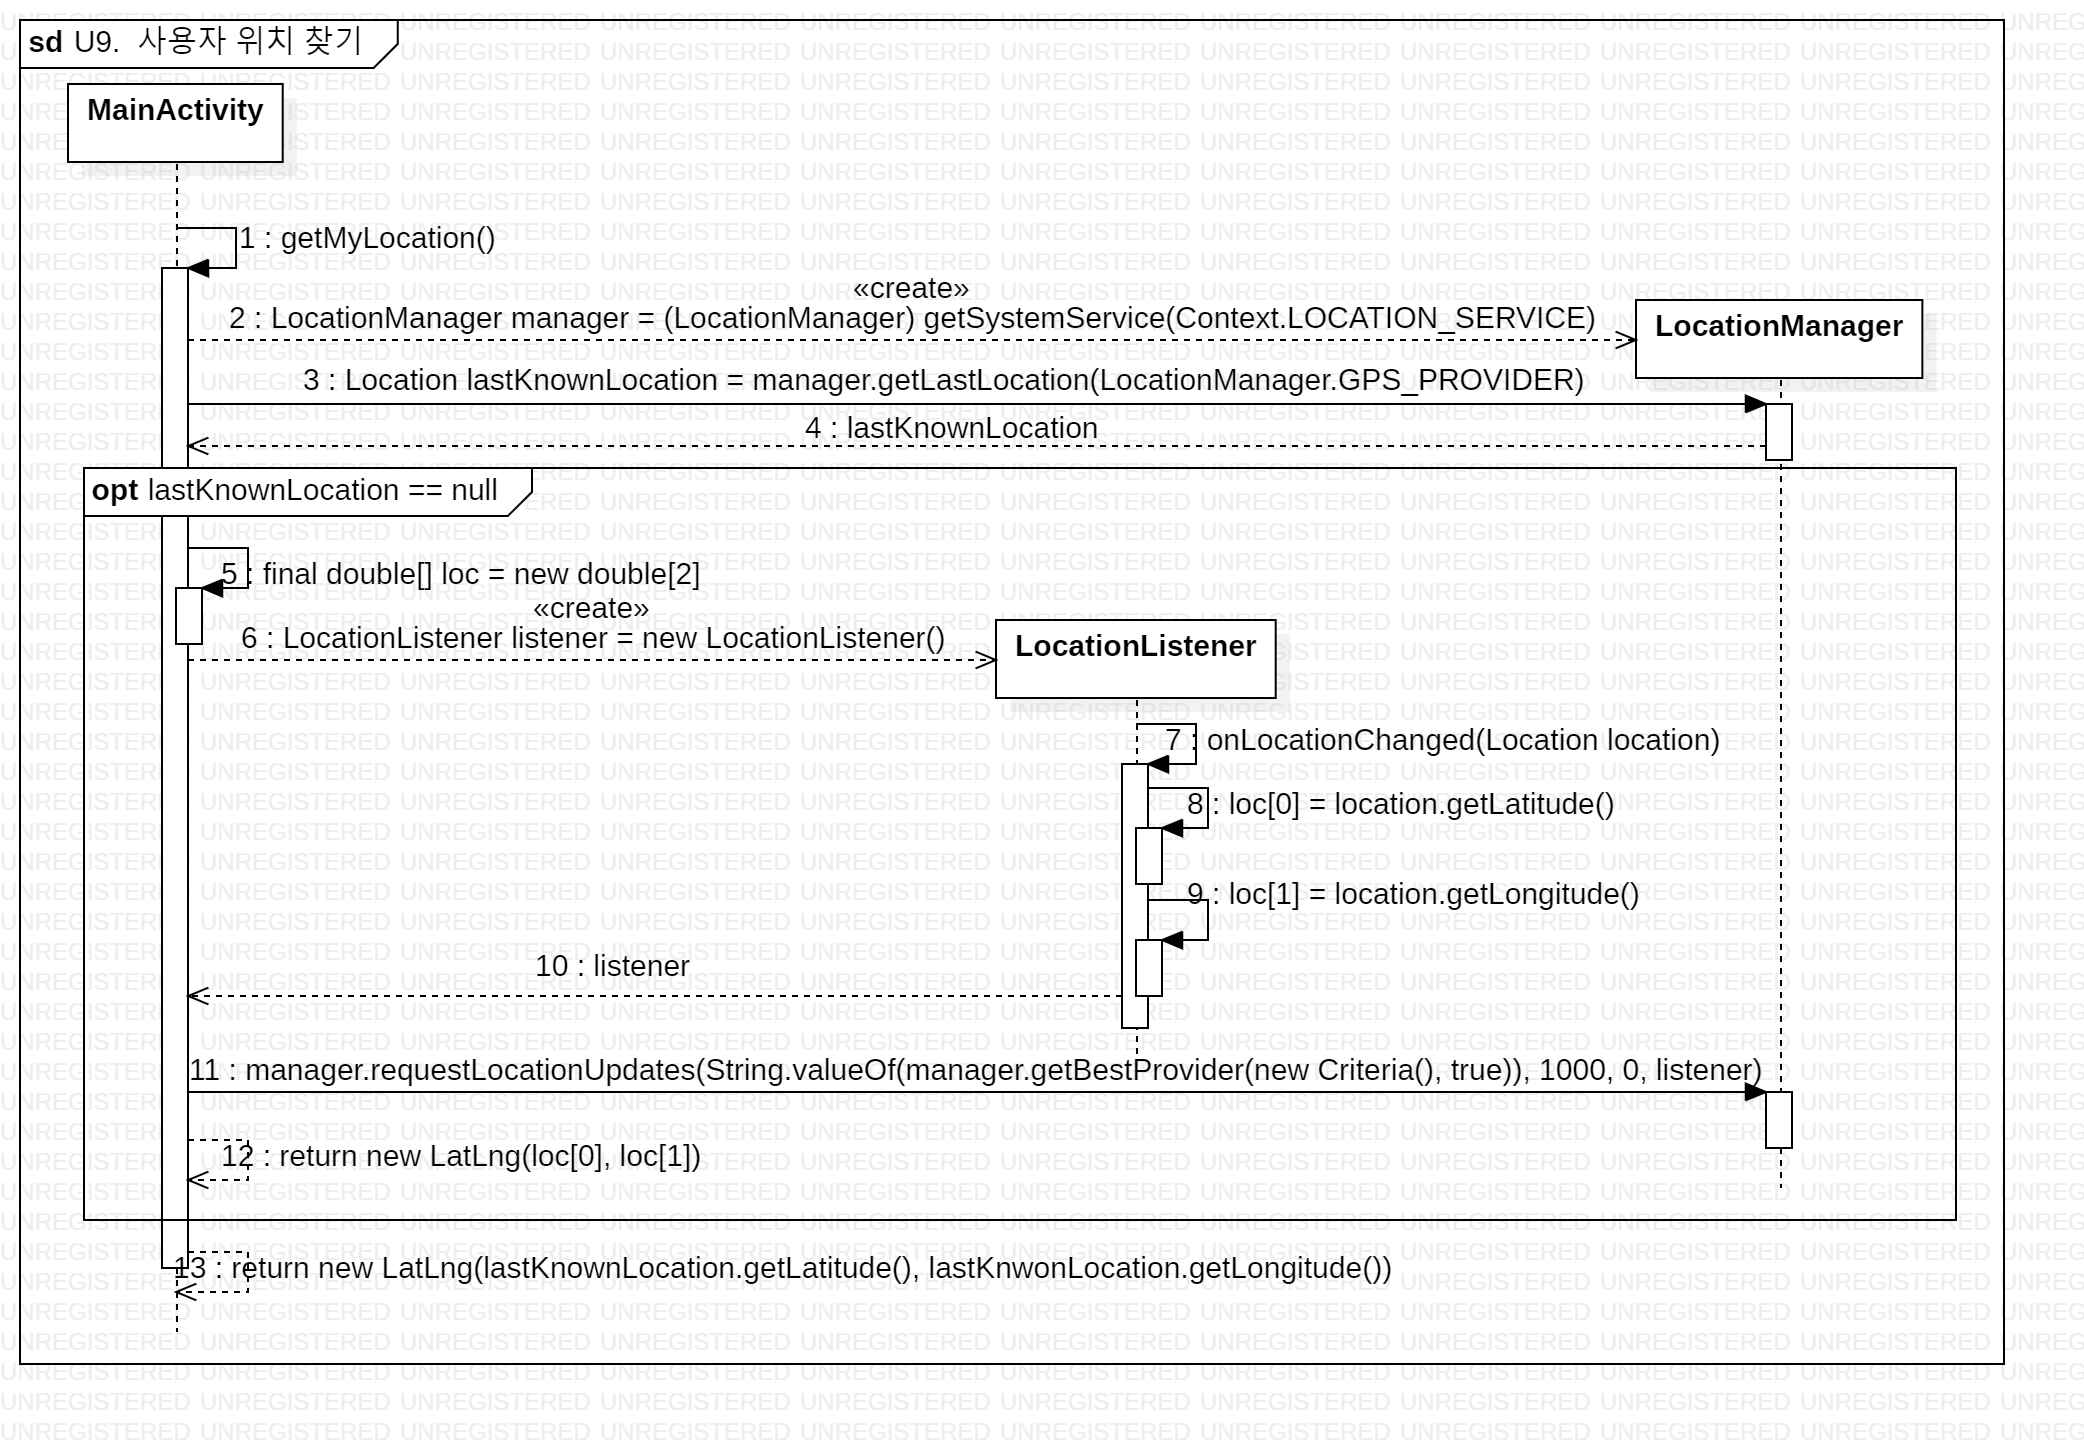 sd U9. 사용자 위치 찾기
MainActivity
1 : getMyLocation()
«create»
2 : LocationManager manager = (LocationManager) getSystemService(Context.LOCATION_SERVICE)
LocationManager
3 : Location lastKnownLocation = manager.getLastLocation(LocationManager.GPS_PROVIDER)
4 : lastKnownLocation
opt lastKnownLocation == null
5 : final double[] loc = new double[2]
«create»
6 : LocationListener listener = new LocationListener()
LocationListener
7 : onLocationChanged(Location location)
8 : loc[0] = location.getLatitude()
9 : loc[1] = location.getLongitude()
10 : listener
11 : manager.requestLocationUpdates(String.valueOf(manager.getBestProvider(new Criteria(), true)), 1000, 0, listener)
12 : return new LatLng(loc[0], loc[1])
13 : return new LatLng(lastKnownLocation.getLatitude(), lastKnwonLocation.getLongitude())
UNREGISTERED